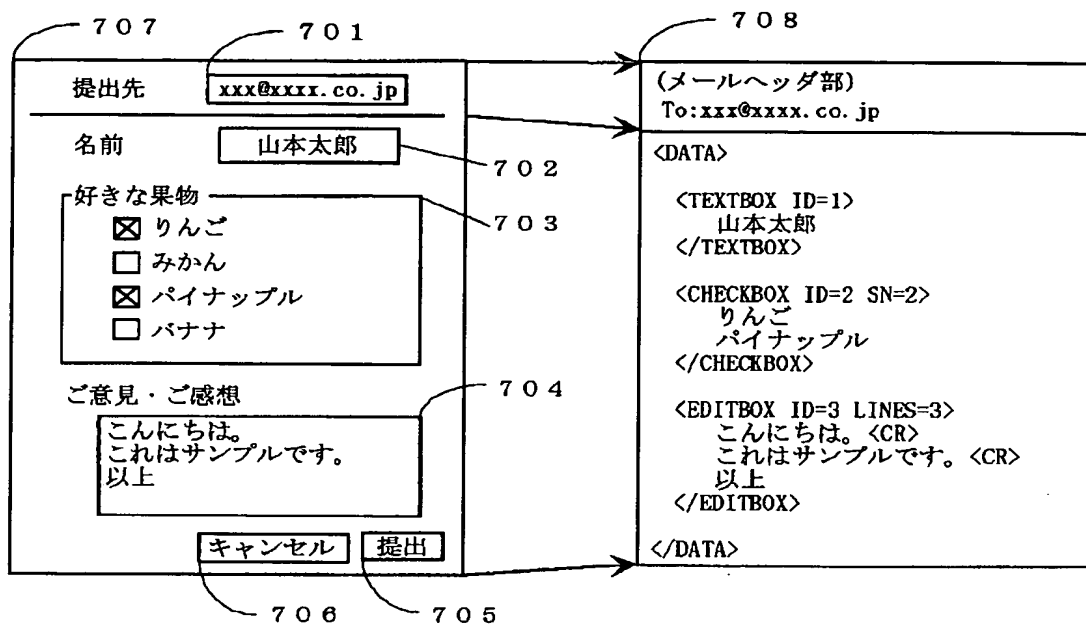 707
701
708
提出先 xxx@xxxx.co.jp
名前 山本太郎
702
好きな果物
703
りんご
みかん
パイナップル
バナナ
ご意見・ご感想
704
こんにちは。
これはサンプルです。
以上
キャンセル 提出
706
705
(メールヘッダ部)
To:xxx@xxxx.co.jp
<DATA>
<TEXTBOX ID=1>
山本太郎
</TEXTBOX>
<CHECKBOX ID=2 SN=2>
りんご
パイナップル
</CHECKBOX>
<EDITBOX ID=3 LINES=3>
こんにちは。<CR>
これはサンプルです。<CR>
以上
</EDITBOX>
</DATA>